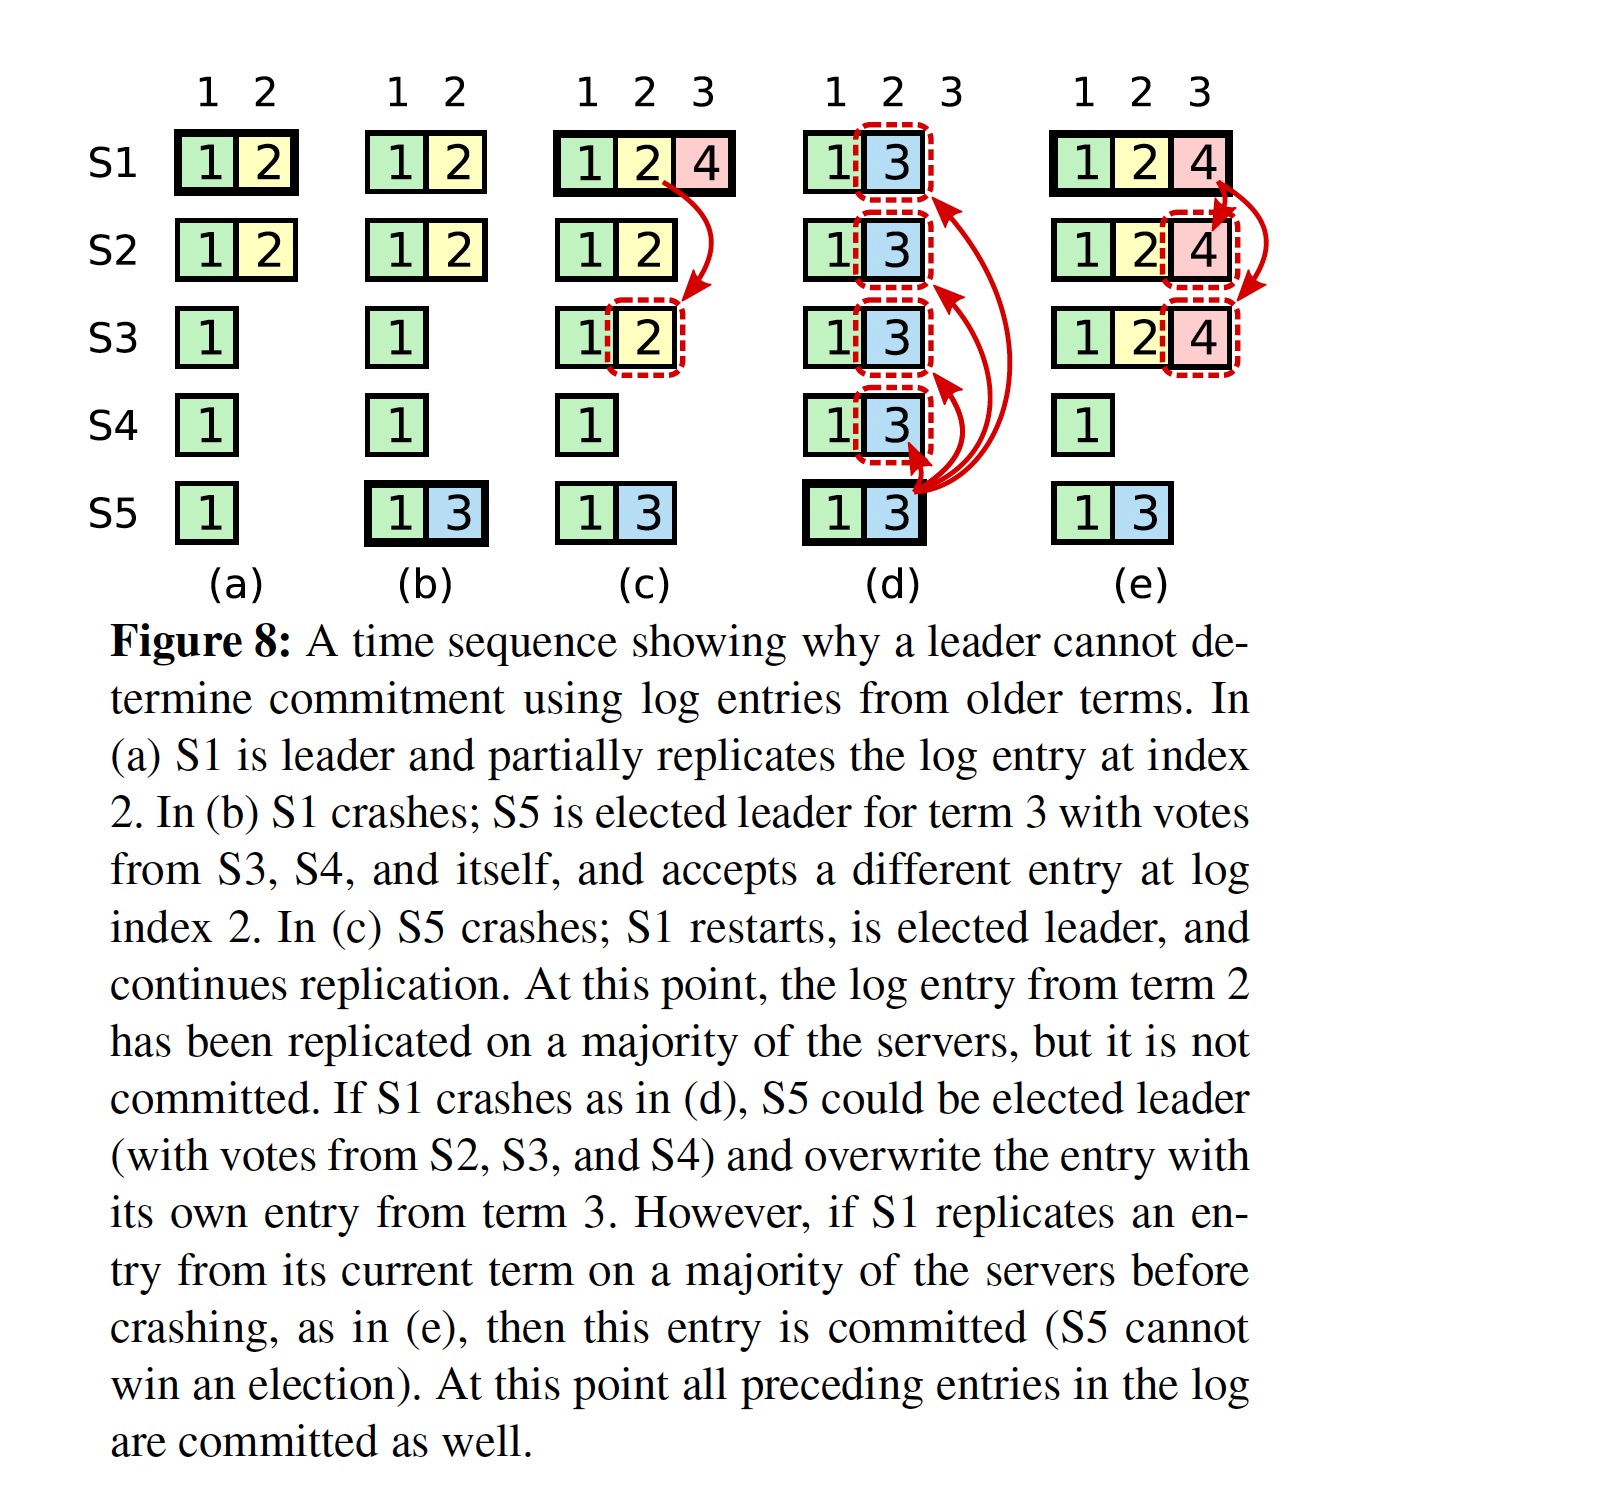 1 2 1 2 1 2 3 1 2 3 1 2 3
S1 1 2 1 2 1 2 4 1 3 1 2 4
S2 1 2 1 2 1 2 1 3 1 2 4
S3 1 1 1 2 1 3 1 2 4
S4 1 1 1 1 3 1
S5 1 1 3 1 3 1 3 1 3
(a) (b) (c) (d) (e)
Figure 8: A time sequence showing why a leader cannot de-
termine commitment using log entries from older terms. In
(a) S1 is leader and partially replicates the log entry at index
2. In (b) S1 crashes; S5 is elected leader for term 3 with votes
from S3, S4, and itself, and accepts a different entry at log
index 2. In (c) S5 crashes; S1 restarts, is elected leader, and
continues replication. At this point, the log entry from term 2
has been replicated on a majority of the servers, but it is not
committed. If S1 crashes as in (d), S5 could be elected leader
(with votes from S2, S3, and S4) and overwrite the entry with
its own entry from term 3. However, if S1 replicates an en-
try from its current term on a majority of the servers before
crashing, as in (e), then this entry is committed (S5 cannot
win an election). At this point all preceding entries in the log
are committed as well.